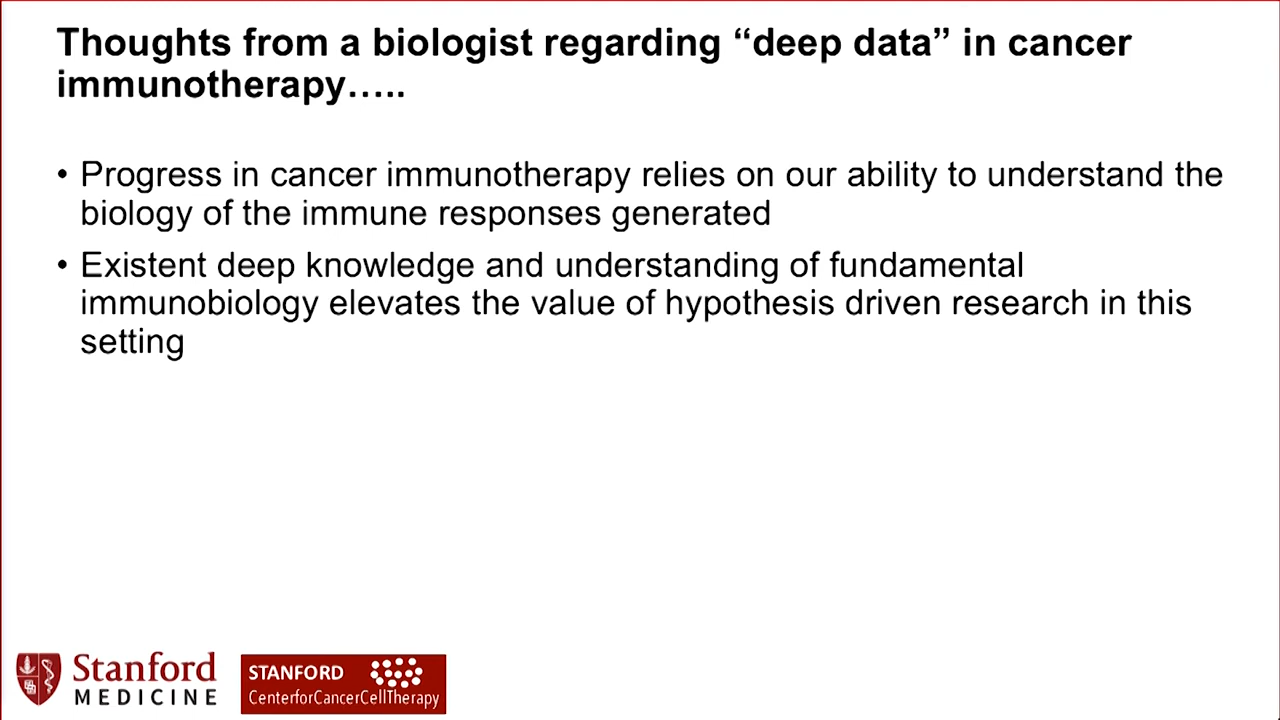 Thoughts from a biologist regarding “deep data” in cancer
immunotherapy…..
• Progress in cancer immunotherapy relies on our ability to understand the
biology of the immune responses generated
• Existent deep knowledge and understanding of fundamental
immunobiology elevates the value of hypothesis driven research in this
setting
Stanford
MEDICINE
STANFORD
CenterforCancerCellTherapy